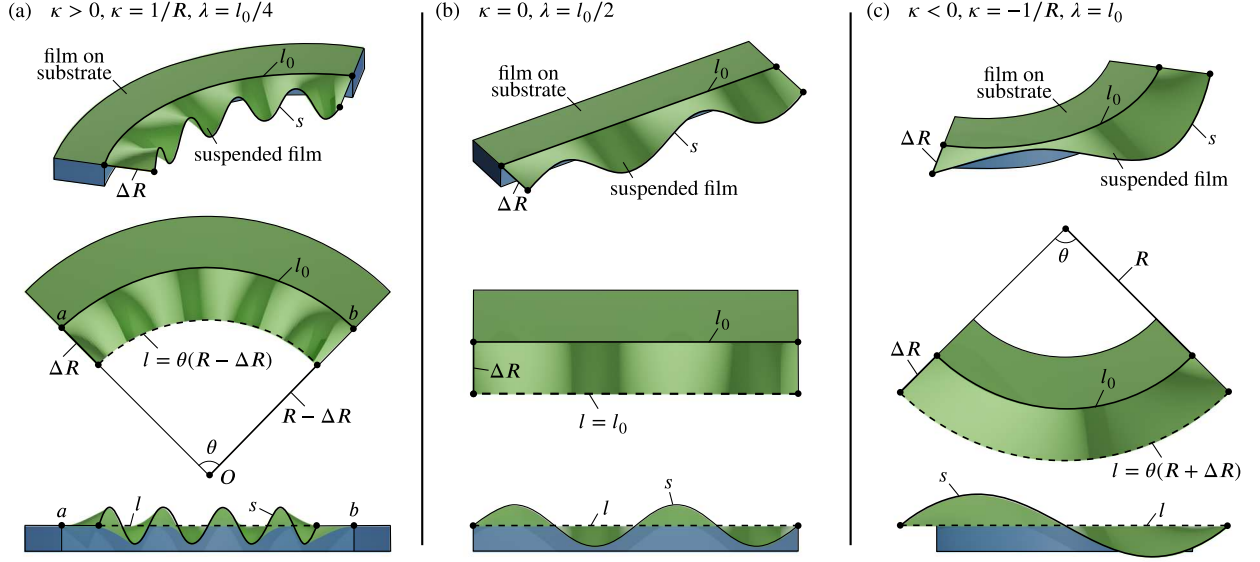 (a) κ > 0, κ = 1/R, λ = l₀/4
film on
substrate
l₀
s
suspended film
ΔR
l₀
a
b
ΔR
l = θ(R − ΔR)
R − ΔR
θ
O
a
l
s
b
(b) κ = 0, λ = l₀/2
film on
substrate
l₀
s
suspended film
ΔR
l₀
ΔR
l = l₀
s
l
(c) κ < 0, κ = −1/R, λ = l₀
film on
substrate
l₀
ΔR
s
suspended film
θ
R
ΔR
l₀
l = θ(R + ΔR)
s
l